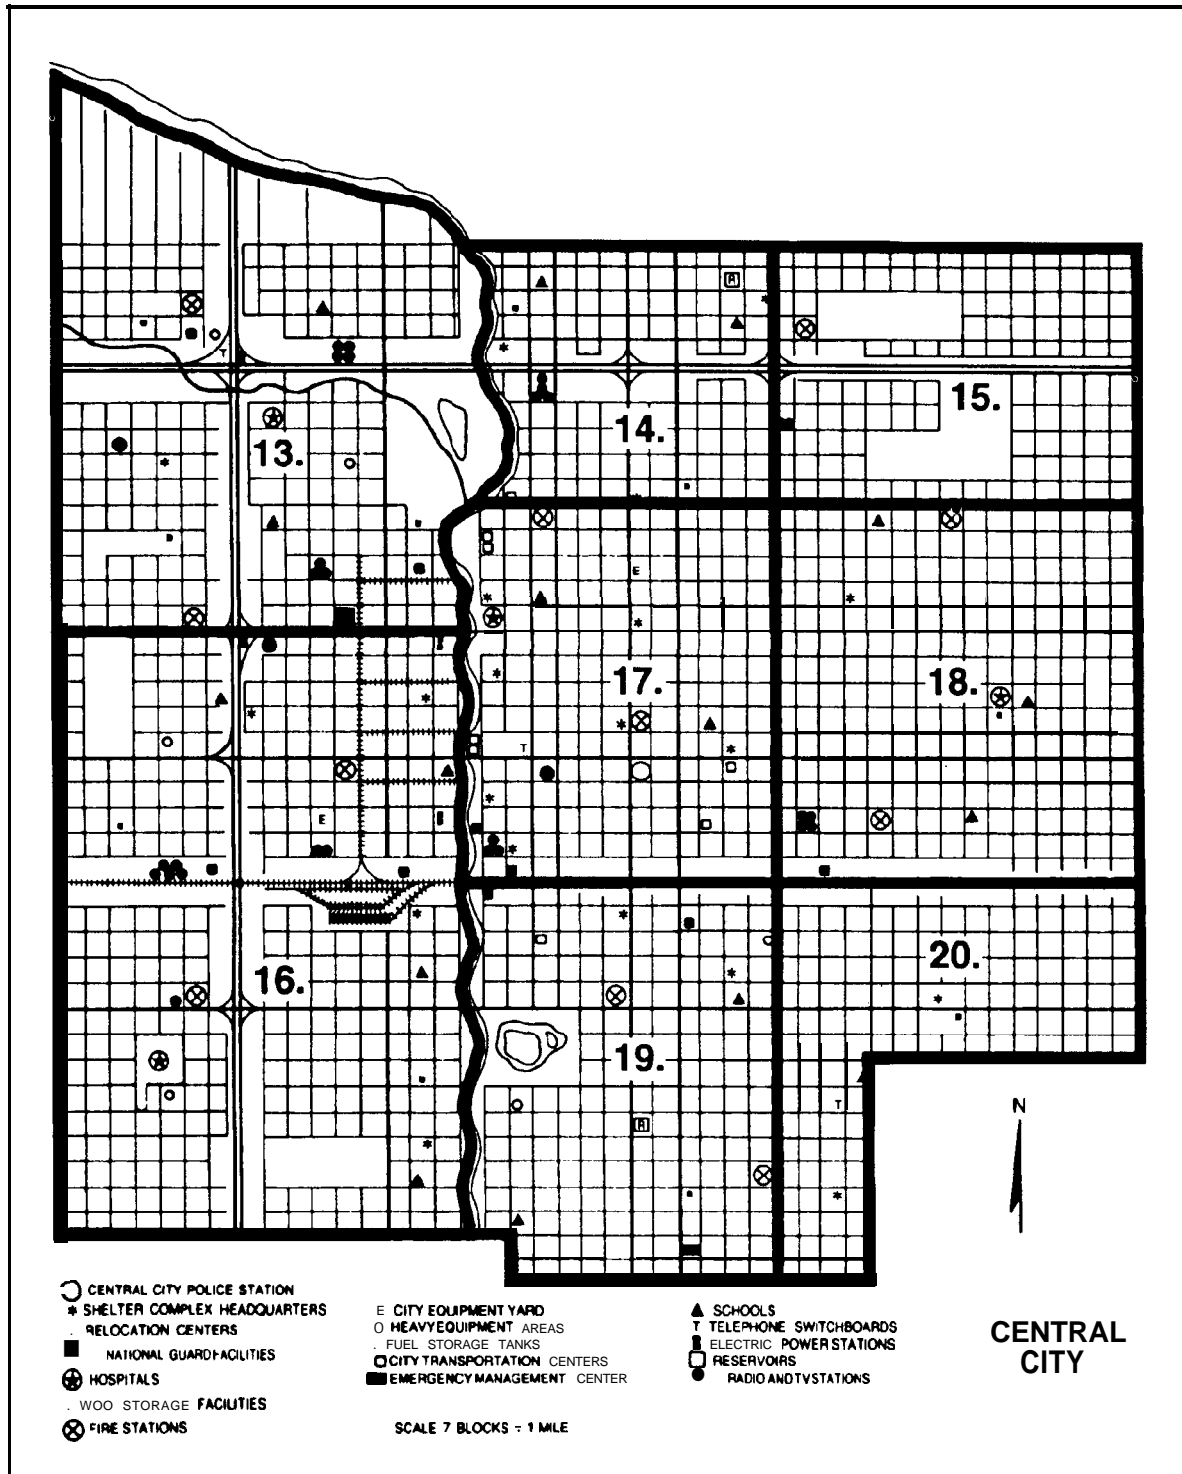 15.
14.
13.
17.
18.
20.
16.
19.
T
R
E
T
E
R
T
N
CENTRAL CITY POLICE STATION
* SHELTER COMPLEX HEADQUARTERS
. RELOCATION CENTERS
NATIONAL GUARD FACILITIES
HOSPITALS
. WOO STORAGE FACILITIES
FIRE STATIONS
E CITY EQUIPMENT YARD
O HEAVY EQUIPMENT AREAS
. FUEL STORAGE TANKS
CITY TRANSPORTATION CENTERS
EMERGENCY MANAGEMENT CENTER
SCALE 7 BLOCKS = 1 MILE
SCHOOLS
T TELEPHONE SWITCHBOARDS
ELECTRIC POWER STATIONS
RESERVOIRS
RADIO AND TV STATIONS
CENTRAL
CITY